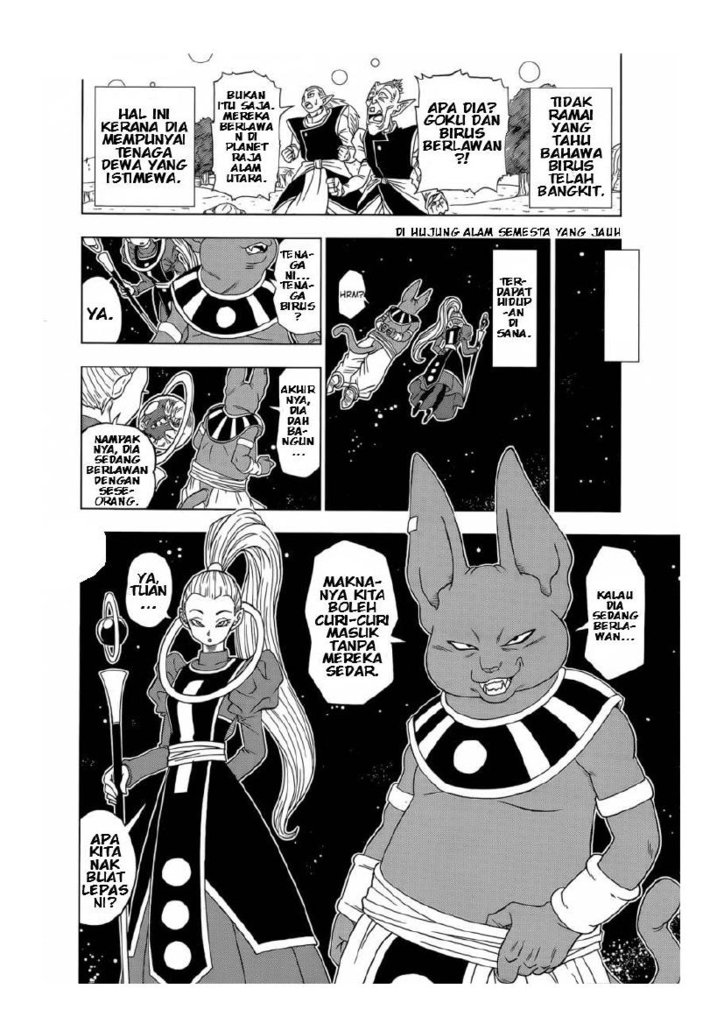 TIDAK
RAMAI
YANG
TAHU
BAHAWA
BIRUS
TELAH
BANGKIT.
APA DIA?
GOKU DAN
BIRUS
BERLAWAN
?!
BUKAN
ITU SAJA.
MEREKA
BERLAWA
N DI
PLANET
RAJA
ALAM
UTARA.
HAL INI
KERANA DIA
MEMPUNYAI
TENAGA
DEWA YANG
ISTIMEWA.
DI HUJUNG ALAM SEMESTA YANG JAUH
TER-
DAPAT
HIDUP
-AN
DI
SANA.
HRM?
TENA-
GA
NI...
TENA-
GA
BIRUS
?
YA.
AKHIR
NYA,
DIA
DAH
BA-
NGUN
...
NAMPAK
NYA, DIA
SEDANG
BERLAWAN
DENGAN
SESE-
ORANG.
KALAU
DIA
SEDANG
BERLA-
WAN...
MAKNA-
NYA KITA
BOLEH
CURI-CURI
MASUK
TANPA
MEREKA
SEDAR.
YA,
TUAN
...
APA
KITA
NAK
BUAT
LEPAS
NI?